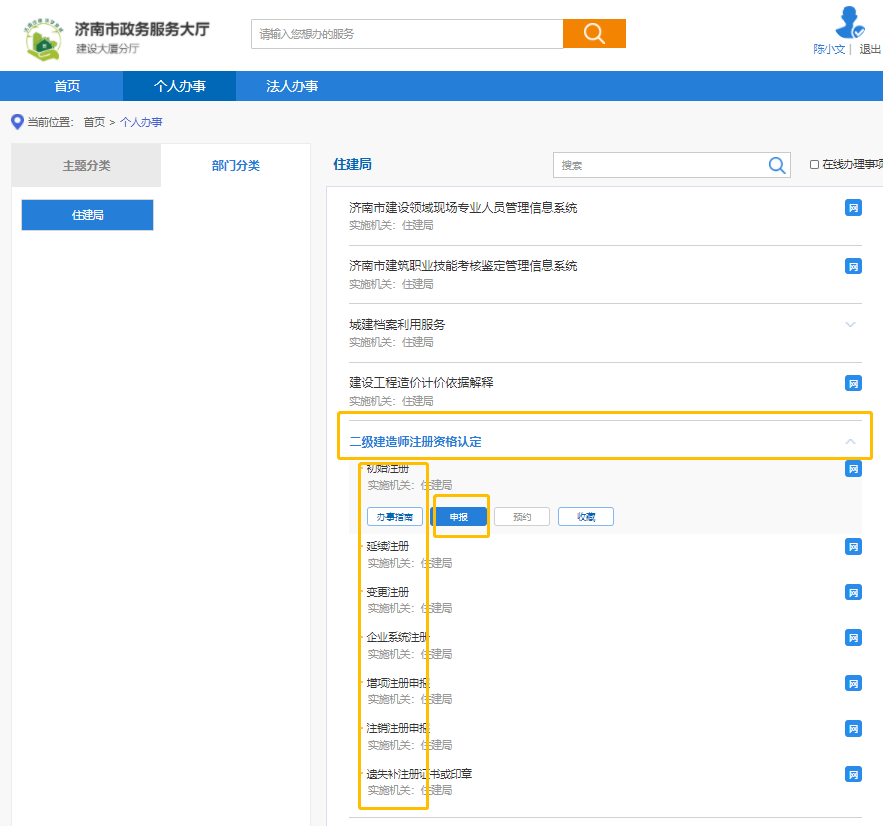 济南市政务服务大厅
建设大厦分厅
请输入您想办的服务
陈小文| 退出
首页 个人办事 法人办事
当前位置: 首页 > 个人办事
主题分类 部门分类
住建局
住建局 搜索 在线办理事项
济南市建设领域现场专业人员管理信息系统 网
实施机关: 住建局
济南市建筑职业技能考核鉴定管理信息系统 网
实施机关: 住建局
城建档案利用服务
实施机关: 住建局
建设工程造价计价依据解释 网
实施机关: 住建局
二级建造师注册资格认定
初始注册 网
实施机关: 住建局
办事指南 申报 预约 收藏
延续注册 网
实施机关: 住建局
变更注册 网
实施机关: 住建局
企业系统注册 网
实施机关: 住建局
增项注册申报 网
实施机关: 住建局
注销注册申报 网
实施机关: 住建局
遗失补注册证书或印章 网
实施机关: 住建局